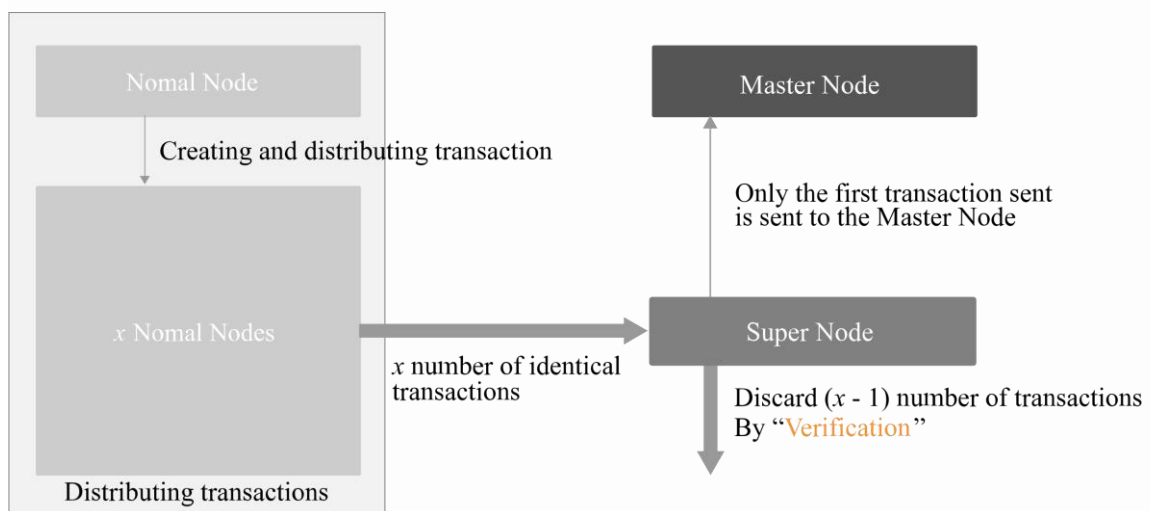 Nomal Node
Creating and distributing transaction
x Nomal Nodes
Distributing transactions
x number of identical
transactions
Master Node
Only the first transaction sent
is sent to the Master Node
Super Node
Discard (x - 1) number of transactions
By “Verification”